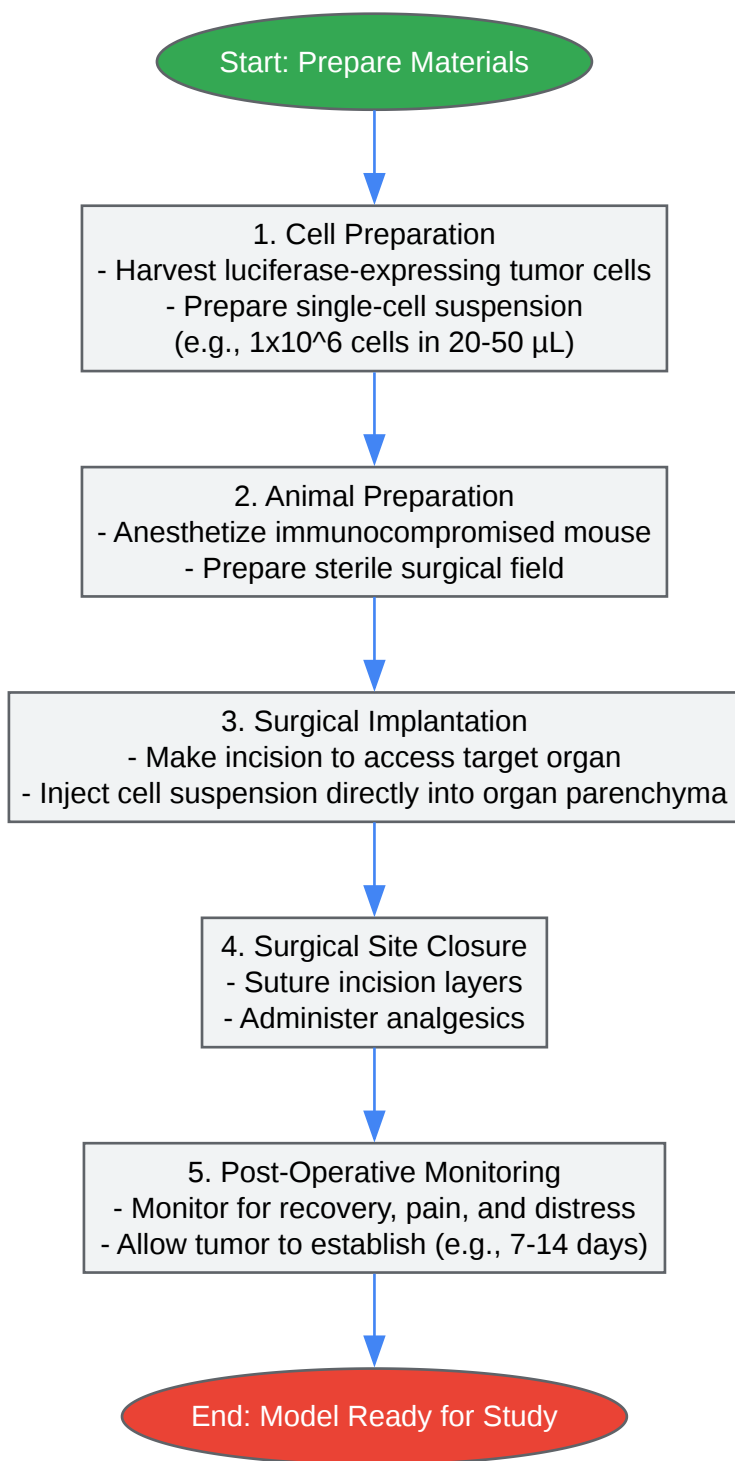 Start: Prepare Materials
1. Cell Preparation
- Harvest luciferase-expressing tumor cells
- Prepare single-cell suspension
(e.g., 1x10^6 cells in 20-50 µL)
2. Animal Preparation
- Anesthetize immunocompromised mouse
- Prepare sterile surgical field
3. Surgical Implantation
- Make incision to access target organ
- Inject cell suspension directly into organ parenchyma
4. Surgical Site Closure
- Suture incision layers
- Administer analgesics
5. Post-Operative Monitoring
- Monitor for recovery, pain, and distress
- Allow tumor to establish (e.g., 7-14 days)
End: Model Ready for Study